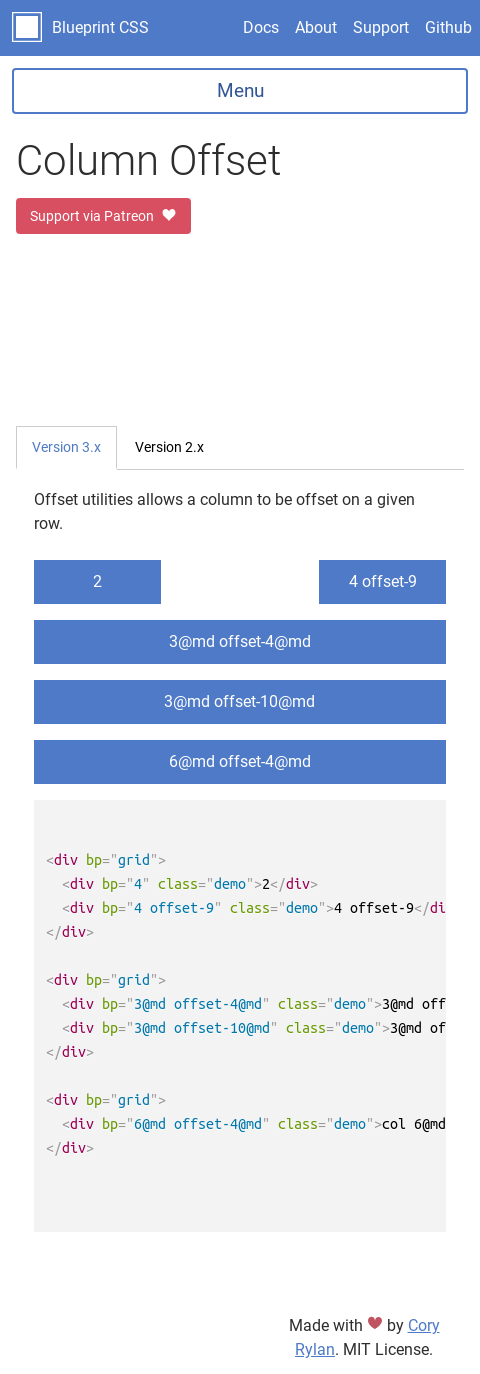 Blueprint CSS Docs About Support Github
Menu
Column Offset
Support via Patreon
Version 3.x Version 2.x
Offset utilities allows a column to be offset on a given
row.
2 4 offset-9
3@md offset-4@md
3@md offset-10@md
6@md offset-4@md
<div bp="grid">
  <div bp="4" class="demo">2</div>
  <div bp="4 offset-9" class="demo">4 offset-9</di
</div>
<div bp="grid">
  <div bp="3@md offset-4@md" class="demo">3@md off
  <div bp="3@md offset-10@md" class="demo">3@md of
</div>
<div bp="grid">
  <div bp="6@md offset-4@md" class="demo">col 6@md
</div>
Made with by Cory
Rylan. MIT License.